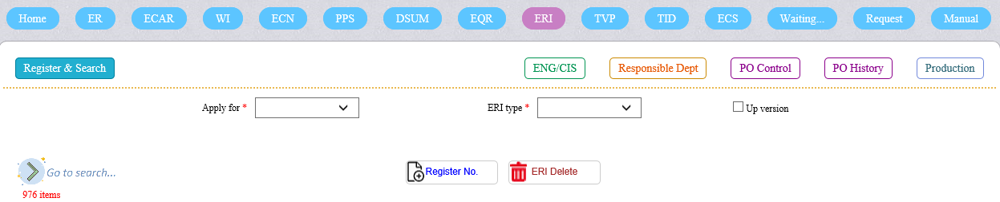 Home ER ECAR WI ECN PPS DSUM EQR ERI TVP TID ECS Waiting... Request Manual
Register & Search ENG/CIS Responsible Dept PO Control PO History Production
Apply for * ERI type * Up version
Go to search... Register No. ERI Delete
976 items